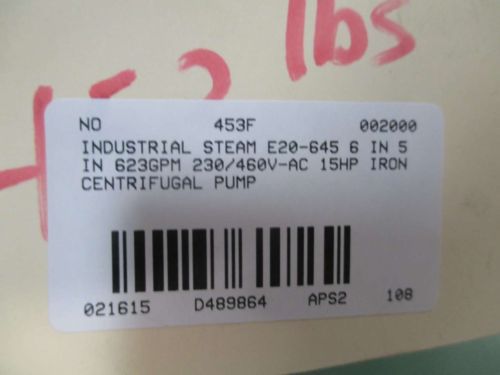 lbs
NO 453F 002000
INDUSTRIAL STEAM E20-645 6 IN 5
IN 623GPM 230/460V-AC 15HP IRON
CENTRIFUGAL PUMP
021615 D489864 APS2 108